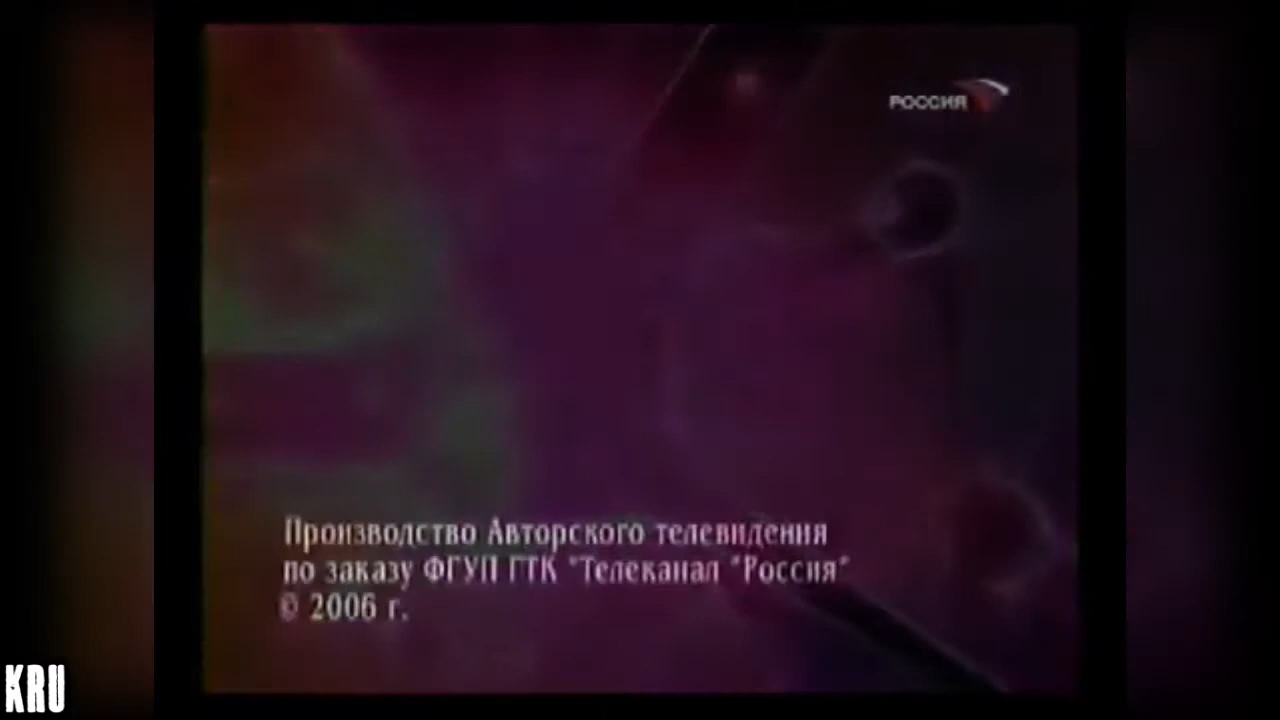 РОССИЯ
Производство Авторского телевидения
по заказу ФГУП ГТК "Телеканал "Россия"
© 2006 г.
KRU